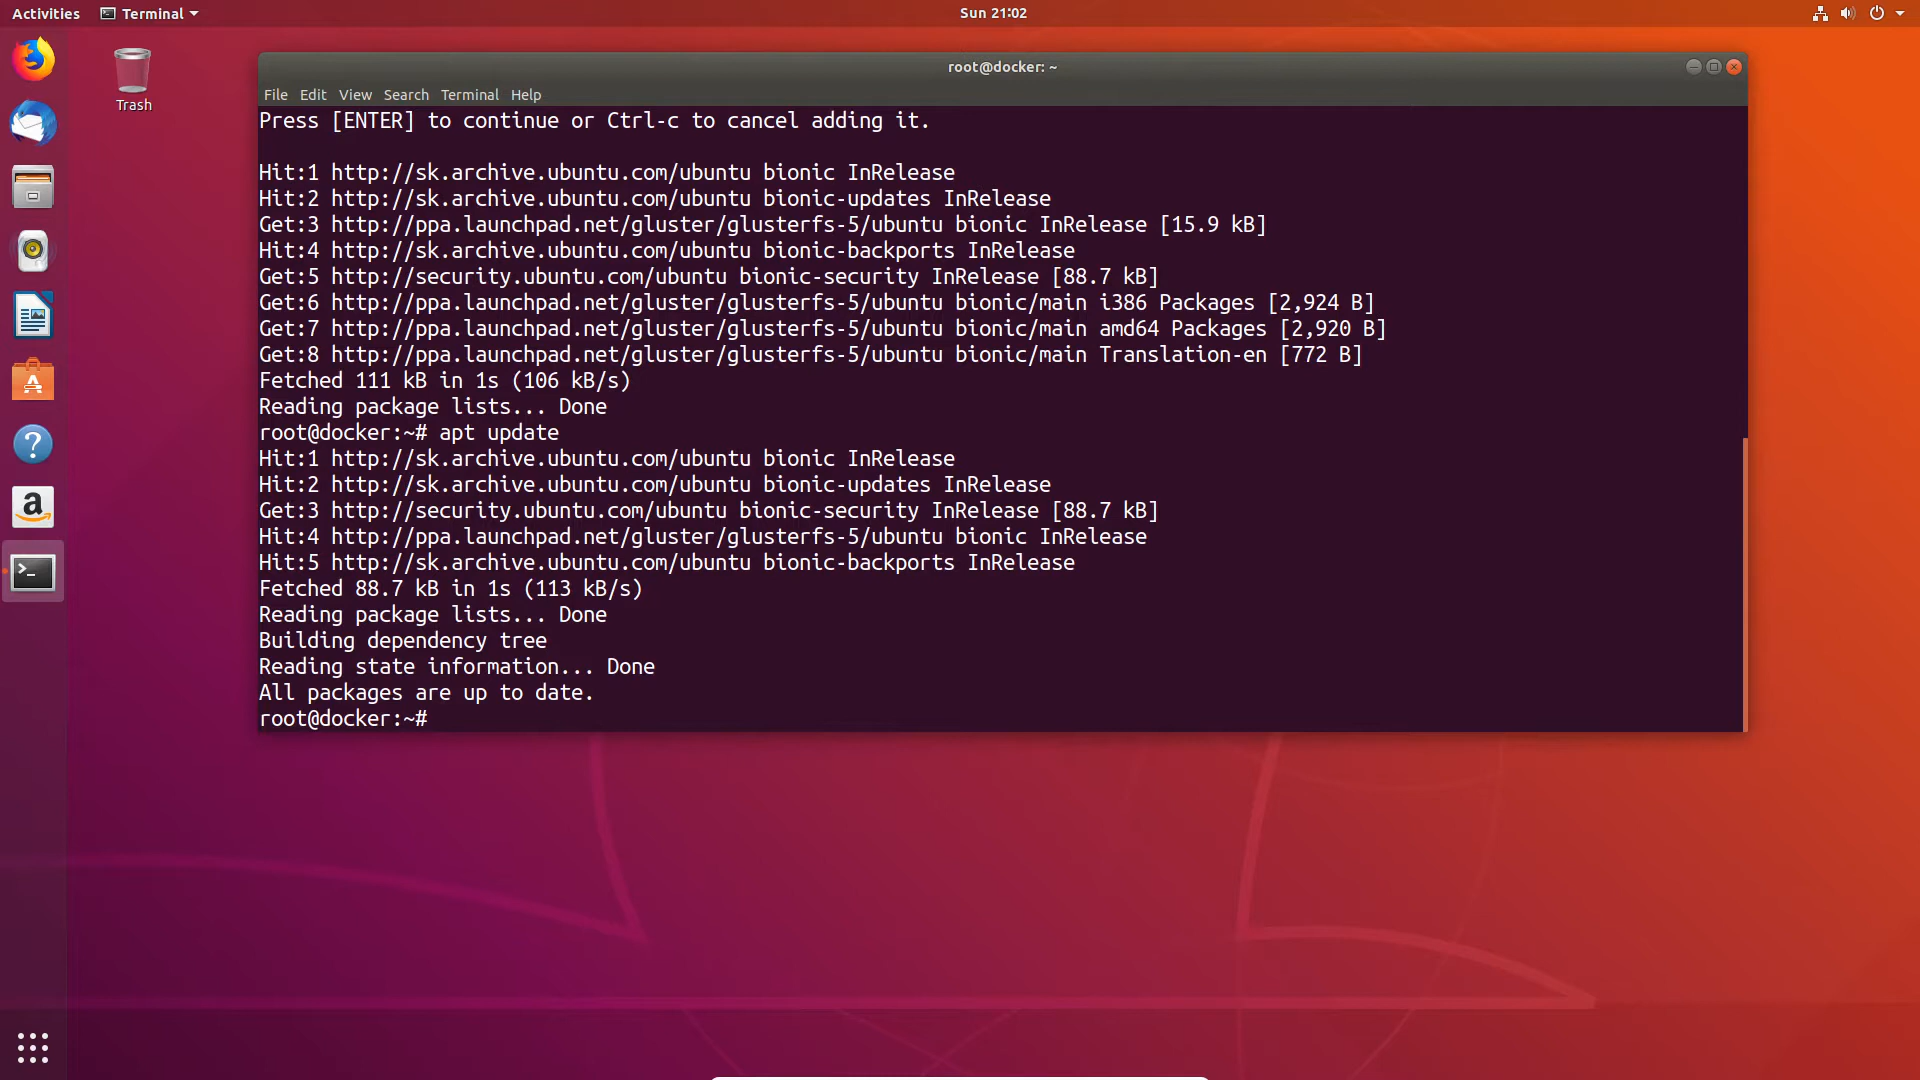 Activities Terminal Sun 21:02
Trash
root@docker: ~
File Edit View Search Terminal Help
Press [ENTER] to continue or Ctrl-c to cancel adding it.
Hit:1 http://sk.archive.ubuntu.com/ubuntu bionic InRelease
Hit:2 http://sk.archive.ubuntu.com/ubuntu bionic-updates InRelease
Get:3 http://ppa.launchpad.net/gluster/glusterfs-5/ubuntu bionic InRelease [15.9 kB]
Hit:4 http://sk.archive.ubuntu.com/ubuntu bionic-backports InRelease
Get:5 http://security.ubuntu.com/ubuntu bionic-security InRelease [88.7 kB]
Get:6 http://ppa.launchpad.net/gluster/glusterfs-5/ubuntu bionic/main i386 Packages [2,924 B]
Get:7 http://ppa.launchpad.net/gluster/glusterfs-5/ubuntu bionic/main amd64 Packages [2,920 B]
Get:8 http://ppa.launchpad.net/gluster/glusterfs-5/ubuntu bionic/main Translation-en [772 B]
Fetched 111 kB in 1s (106 kB/s)
Reading package lists... Done
root@docker:~# apt update
Hit:1 http://sk.archive.ubuntu.com/ubuntu bionic InRelease
Hit:2 http://sk.archive.ubuntu.com/ubuntu bionic-updates InRelease
Get:3 http://security.ubuntu.com/ubuntu bionic-security InRelease [88.7 kB]
Hit:4 http://ppa.launchpad.net/gluster/glusterfs-5/ubuntu bionic InRelease
Hit:5 http://sk.archive.ubuntu.com/ubuntu bionic-backports InRelease
Fetched 88.7 kB in 1s (113 kB/s)
Reading package lists... Done
Building dependency tree
Reading state information... Done
All packages are up to date.
root@docker:~#